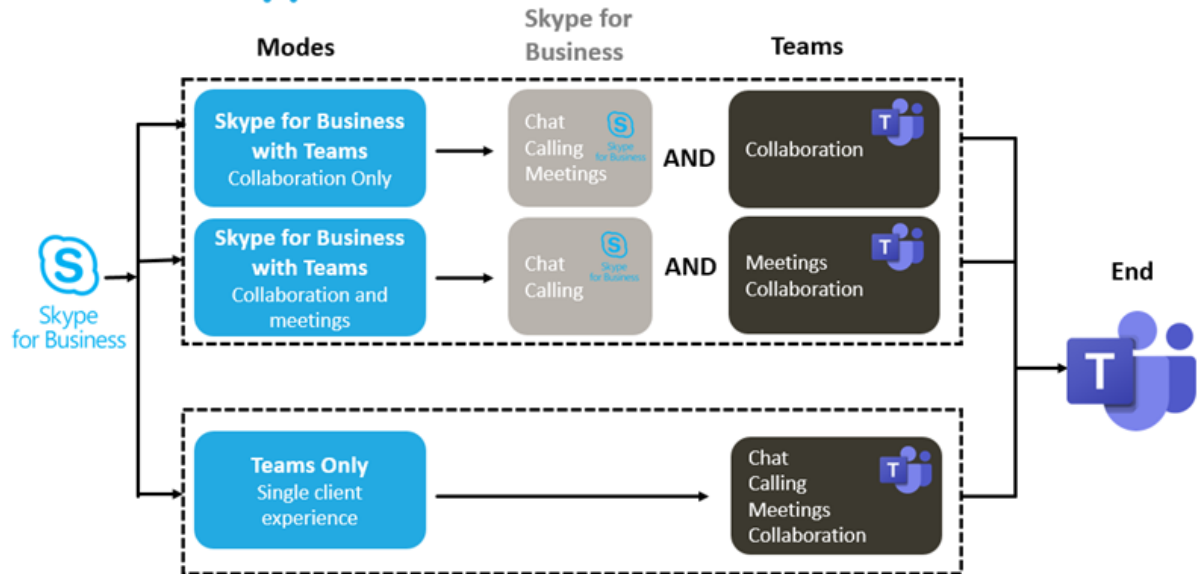 Modes
Skype for
Business
Teams
Skype for Business
with Teams
Collaboration Only
Chat
Calling
Meetings
S
Skype
for Business
AND
Collaboration
T
Skype for Business
with Teams
Collaboration and
meetings
Chat
Calling
S
Skype
for Business
AND
Meetings
Collaboration
T
S
Skype
for Business
End
T
Teams Only
Single client
experience
Chat
Calling
Meetings
Collaboration
T